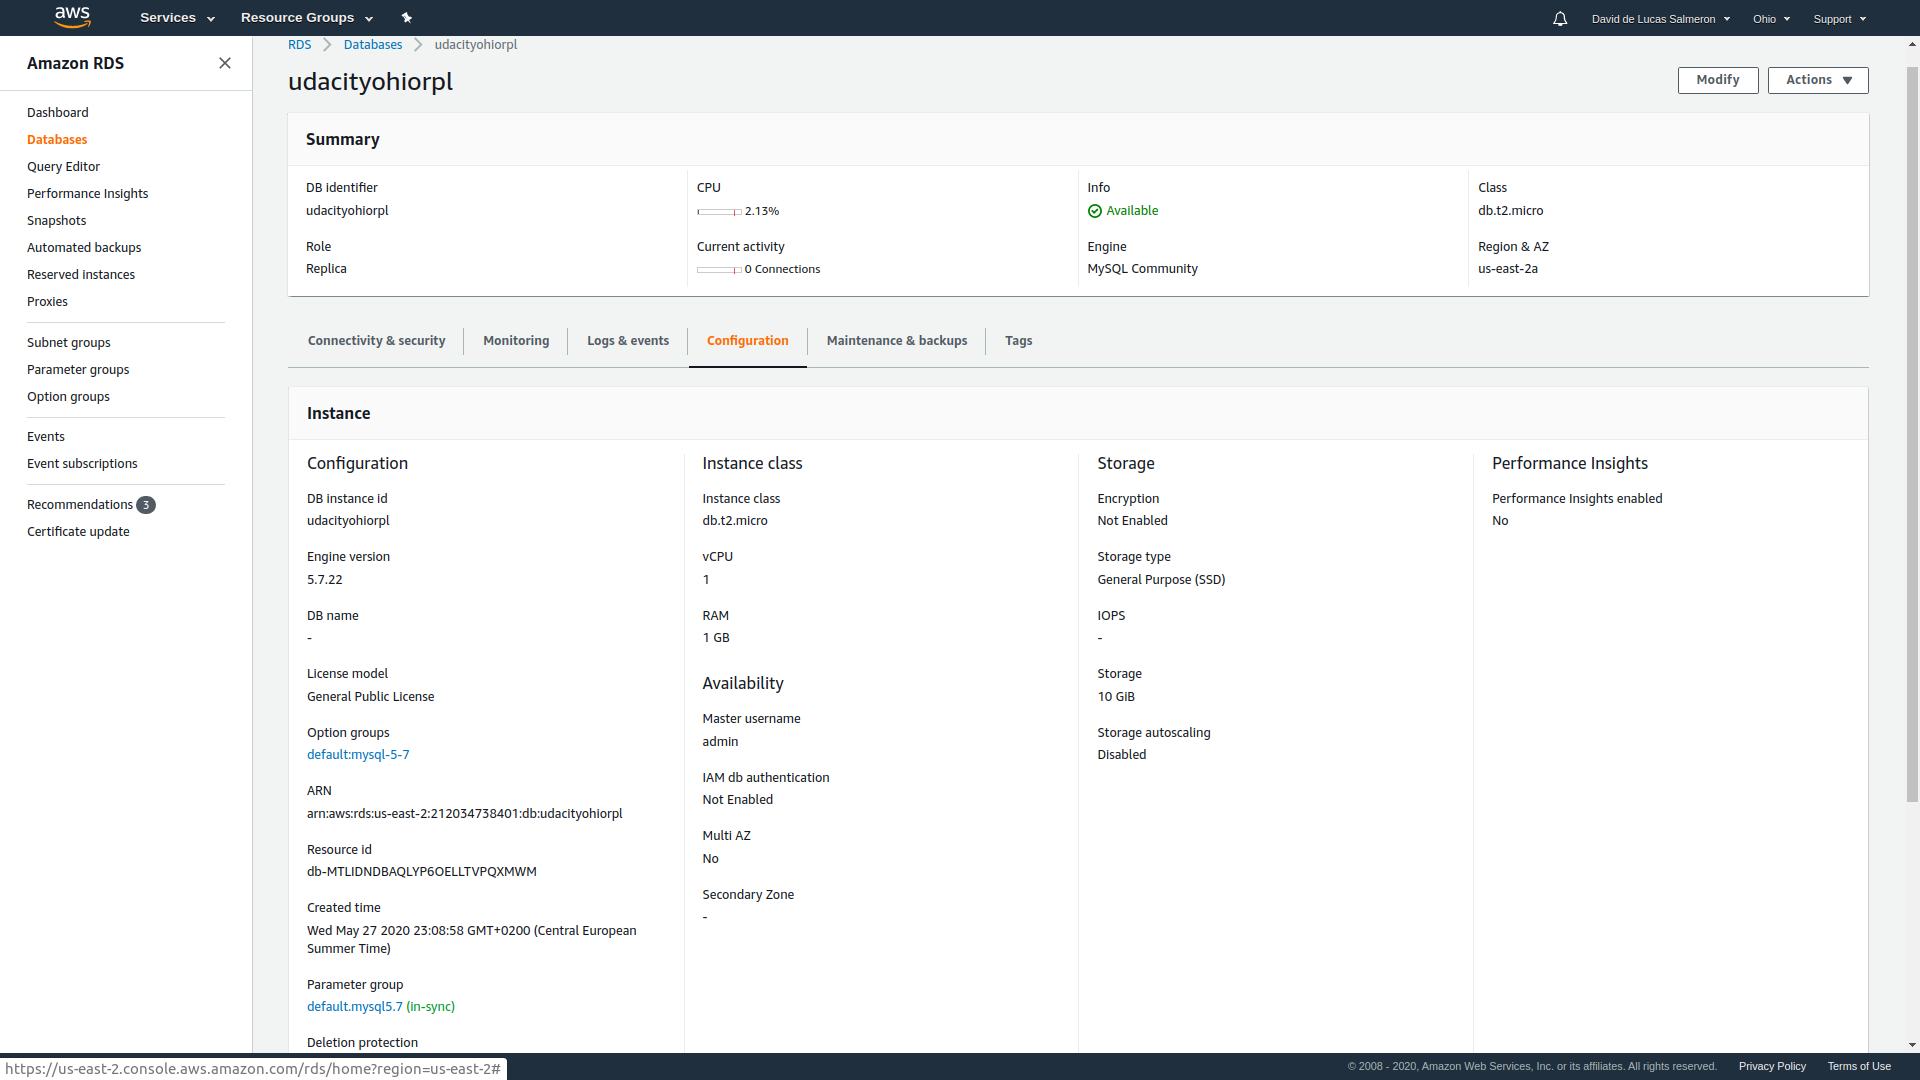 aws
Services
Resource Groups
David de Lucas Salmeron
Ohio
Support
Amazon RDS
Dashboard
Databases
Query Editor
Performance Insights
Snapshots
Automated backups
Reserved instances
Proxies
Subnet groups
Parameter groups
Option groups
Events
Event subscriptions
Recommendations 3
Certificate update
RDS > Databases > udacityohiorpl
udacityohiorpl
Modify
Actions
Summary
DB identifier
udacityohiorpl
Role
Replica
CPU
2.13%
Current activity
0 Connections
Info
Available
Engine
MySQL Community
Class
db.t2.micro
Region & AZ
us-east-2a
Connectivity & security
Monitoring
Logs & events
Configuration
Maintenance & backups
Tags
Instance
Configuration
DB instance id
udacityohiorpl
Engine version
5.7.22
DB name
-
License model
General Public License
Option groups
default:mysql-5-7
ARN
arn:aws:rds:us-east-2:212034738401:db:udacityohiorpl
Resource id
db-MTLIDNDBAQLYP6OELLTVPQXMWM
Created time
Wed May 27 2020 23:08:58 GMT+0200 (Central European
Summer Time)
Parameter group
default.mysql5.7 (in-sync)
Deletion protection
Instance class
Instance class
db.t2.micro
vCPU
1
RAM
1 GB
Availability
Master username
admin
IAM db authentication
Not Enabled
Multi AZ
No
Secondary Zone
-
Storage
Encryption
Not Enabled
Storage type
General Purpose (SSD)
IOPS
-
Storage
10 GiB
Storage autoscaling
Disabled
Performance Insights
Performance Insights enabled
No
https://us-east-2.console.aws.amazon.com/rds/home?region=us-east-2#
© 2008 - 2020, Amazon Web Services, Inc. or its affiliates. All rights reserved.
Privacy Policy
Terms of Use